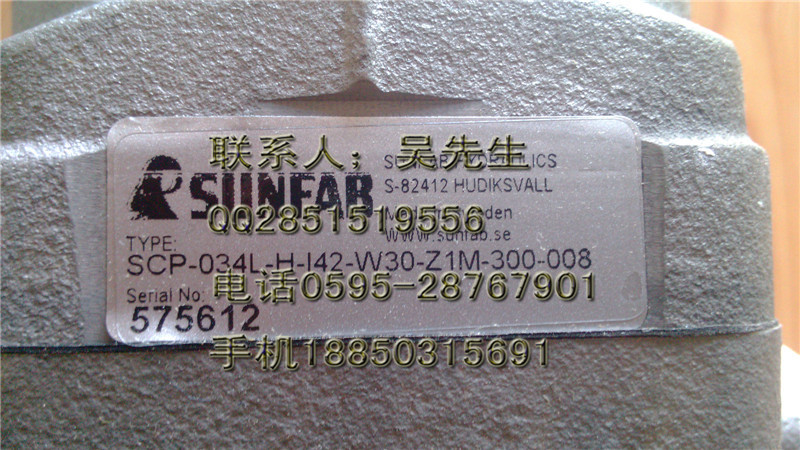 联系人；吴先生
SUNFAB
S-82412 HUDIKSVALL
QQ2851519556
www.sunfab.se
TYPE:
SCP-034L-H-I42-W30-Z1M-300-008
Serial No:
电话0595-28767901
575612
手机18850315691